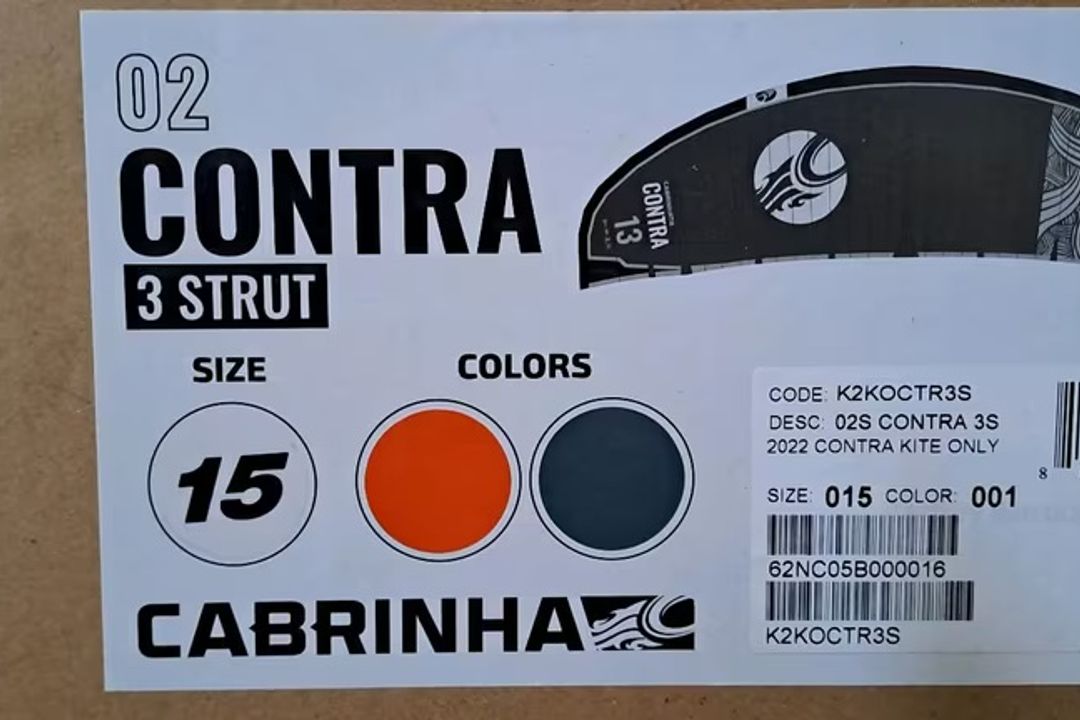 02
CONTRA
3 STRUT
CONTRA
13
SIZE
COLORS
15
CABRINHA
CODE: K2KOCTR3S
DESC: 02S CONTRA 3S
2022 CONTRA KITE ONLY
8
SIZE: 015 COLOR: 001
62NC05B000016
K2KOCTR3S